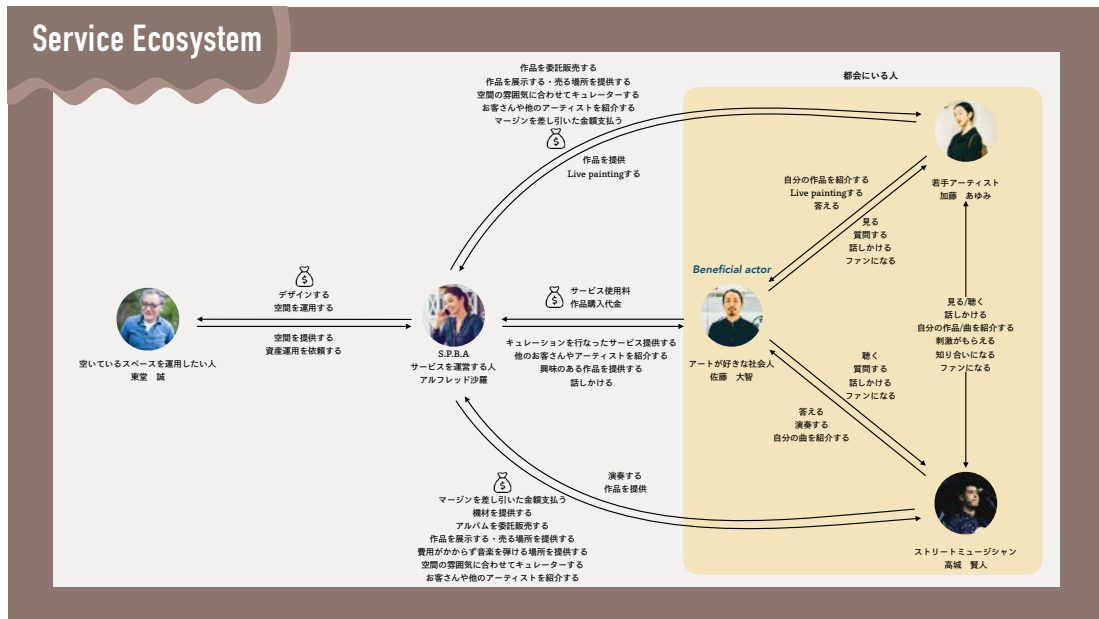 Service Ecosystem
作品を委託販売する
作品を展示する・売る場所を提供する
空間の雰囲気に合わせてキュレーターする
お客さんや他のアーティストを紹介する
マージンを差し引いた金額支払う
$
作品を提供
Live paintingする
都会にいる人
若手アーティスト
加藤 あゆみ
自分の作品を紹介する
Live paintingする
答える
見る
質問する
話しかける
ファンになる
Beneficial actor
$
デザインする
空間を運用する
空間を提供する
資産運用を依頼する
空いているスペースを運用したい人
東堂 誠
S.P.B.A
サービスを運営する人
アルフレッド沙羅
$
サービス使用料
作品購入代金
キュレーションを行なったサービス提供する
他のお客さんやアーティストを紹介する
興味のある作品を提供する
話しかける
アートが好きな社会人
佐藤 大智
見る/聴く
話しかける
自分の作品/曲を紹介する
刺激がもらえる
知り合いになる
ファンになる
聴く
質問する
話しかける
ファンになる
答える
演奏する
自分の曲を紹介する
演奏する
作品を提供
$
マージンを差し引いた金額支払う
機材を提供する
アルバムを委託販売する
作品を展示する・売る場所を提供する
費用がかからず音楽を弾ける場所を提供する
空間の雰囲気に合わせてキュレーターする
お客さんや他のアーティストを紹介する
ストリートミュージシャン
高城 賢人